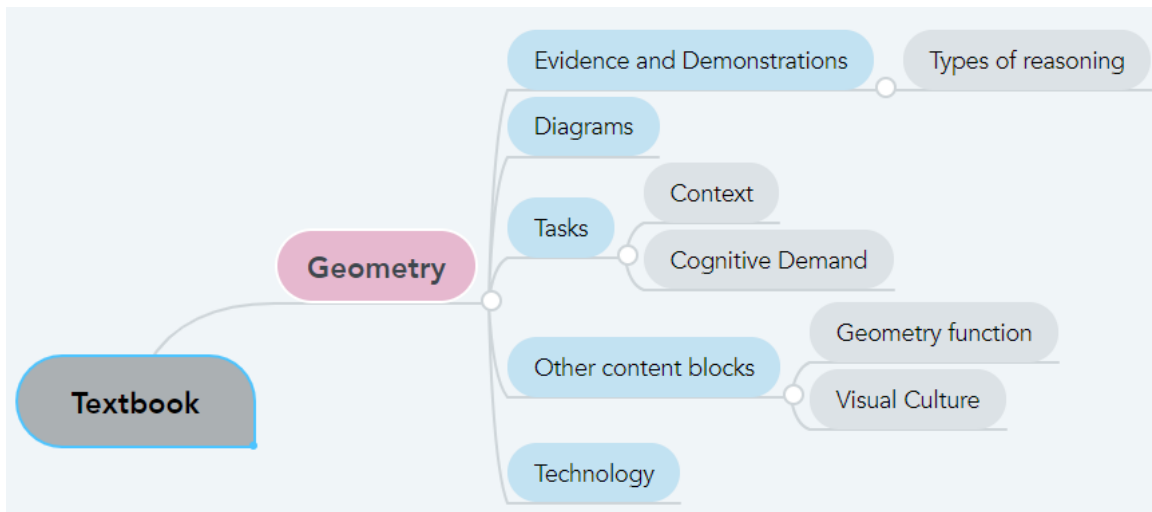 Evidence and Demonstrations
Types of reasoning
Diagrams
Context
Tasks
Cognitive Demand
Geometry
Geometry function
Other content blocks
Visual Culture
Textbook
Technology